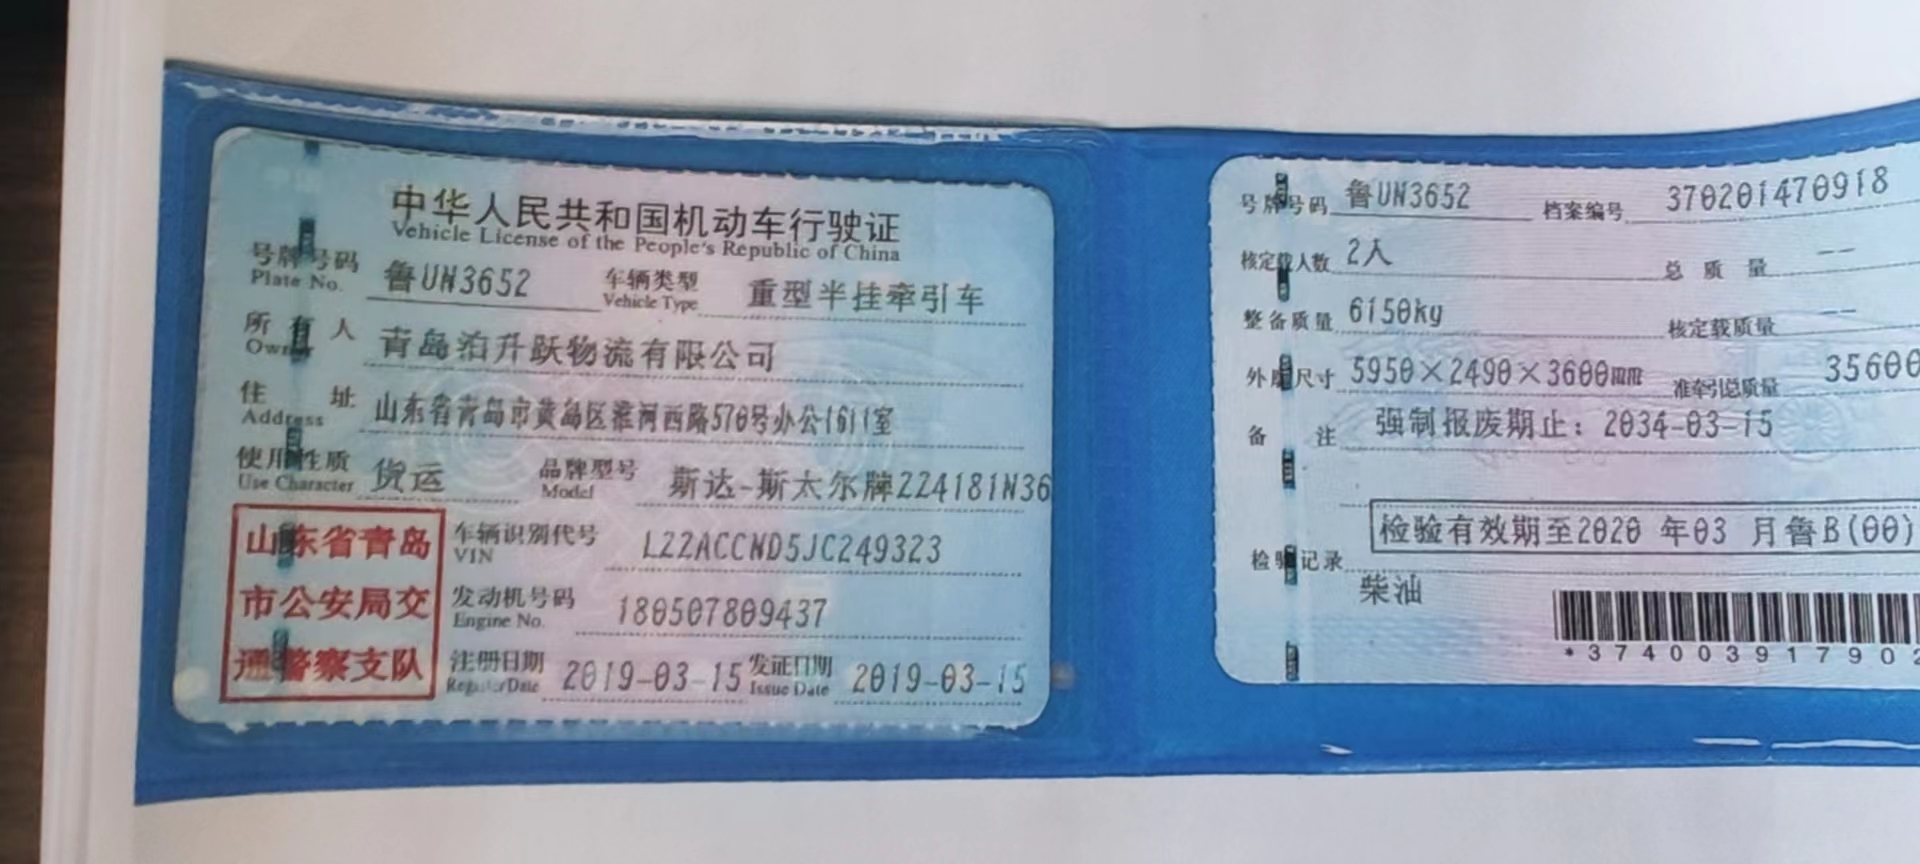 中华人民共和国机动车行驶证
Vehicle License of the People's Republic of China
号牌号码 鲁UN3652 车辆类型 重型半挂牵引车
Plate No. Vehicle Type
所有人 青岛泊升跃物流有限公司
Owner
住址 山东省青岛市黄岛区淮河西路570号办公1611室
Address
使用性质 货运 品牌型号 斯达-斯太尔牌ZZ4181N36
Use Character Model
山东省青岛
市公安局交
通警察支队
车辆识别代号 LZZACCND5JC249323
VIN
发动机号码 180507809437
Engine No.
注册日期 2019-03-15 发证日期 2019-03-15
Register Date Issue Date
号牌号码 鲁UN3652 档案编号 370201470918
核定载人数 2人 总质量 --
整备质量 6150kg 核定载质量 --
外廓尺寸 5950×2490×3600mm 准牵引总质量 35600
备注 强制报废期止：2034-03-15
检验有效期至2020 年03 月鲁B(00)
检验记录
柴油
*374003917902